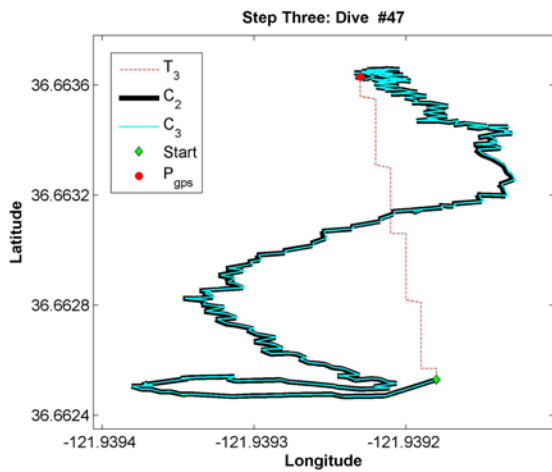 Step Three: Dive #47
T3
C2
C3
Start
Pgps
36.6636
36.6632
36.6628
36.6624
Latitude
-121.9394
-121.9393
-121.9392
Longitude